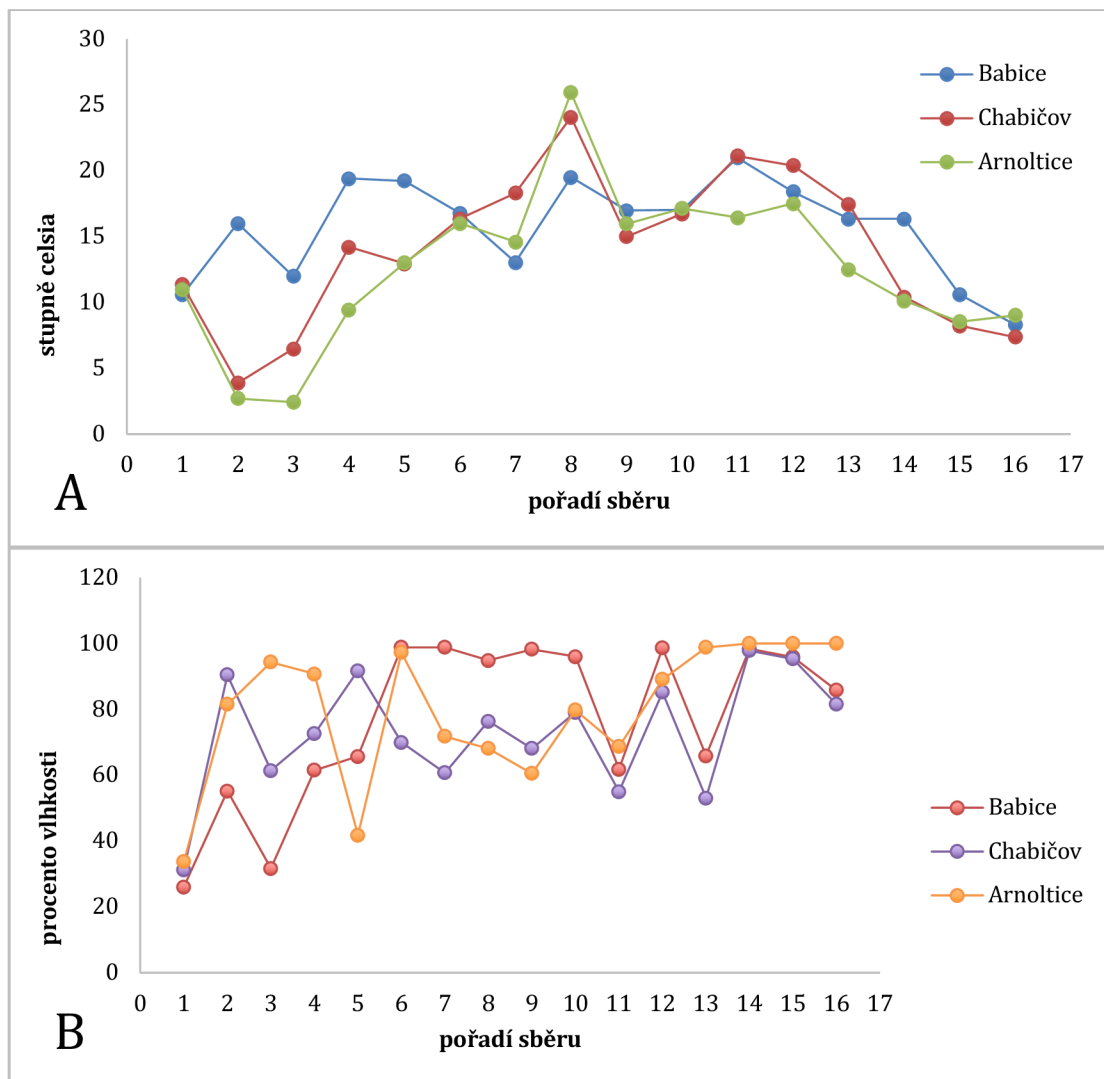 30
25
20
15
10
5
0
stupně celsia
Babice
Chabičov
Arnoltice
0 1 2 3 4 5 6 7 8 9 10 11 12 13 14 15 16 17
pořadí sběru
A
120
100
80
60
40
20
0
procento vlhkosti
Babice
Chabičov
Arnoltice
0 1 2 3 4 5 6 7 8 9 10 11 12 13 14 15 16 17
pořadí sběru
B